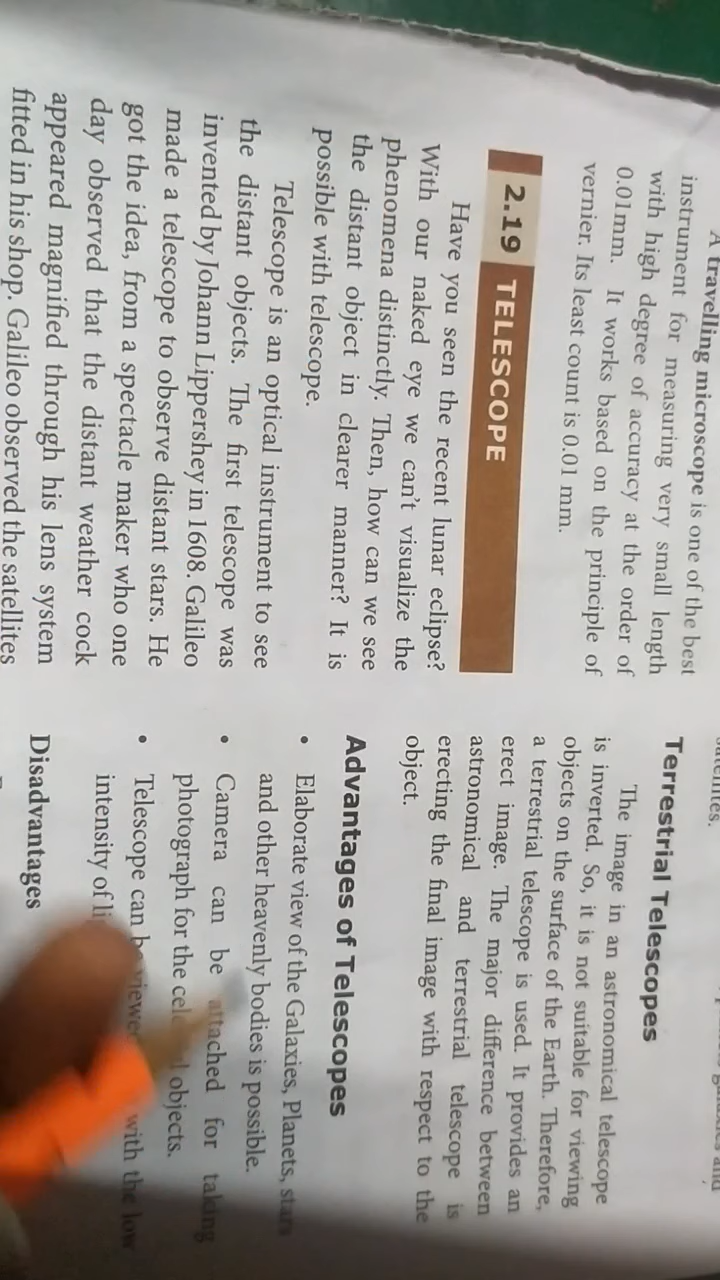 A travelling microscope is one of the best
instrument for measuring very small length
with high degree of accuracy at the order of
0.01mm. It works based on the principle of
vernier. Its least count is 0.01 mm.
2.19 TELESCOPE
Have you seen the recent lunar eclipse?
With our naked eye we can't visualize the
phenomena distinctly. Then, how can we see
the distant object in clearer manner? It is
possible with telescope.
Telescope is an optical instrument to see
the distant objects. The first telescope was
invented by Johann Lippershey in 1608. Galileo
made a telescope to observe distant stars. He
got the idea, from a spectacle maker who one
day observed that the distant weather cock
appeared magnified through his lens system
fitted in his shop. Galileo observed the satellites
Terrestrial Telescopes
The image in an astronomical telescope
is inverted. So, it is not suitable for viewing
objects on the surface of the Earth. Therefore,
a terrestrial telescope is used. It provides an
erect image. The major difference between
astronomical and terrestrial telescope is
erecting the final image with respect to the
object.
Advantages of Telescopes
• Elaborate view of the Galaxies, Planets, stars
and other heavenly bodies is possible.
• Camera can be attached for taking
photograph for the objects.
• Telescope can with the low
intensity of
Disadvantages